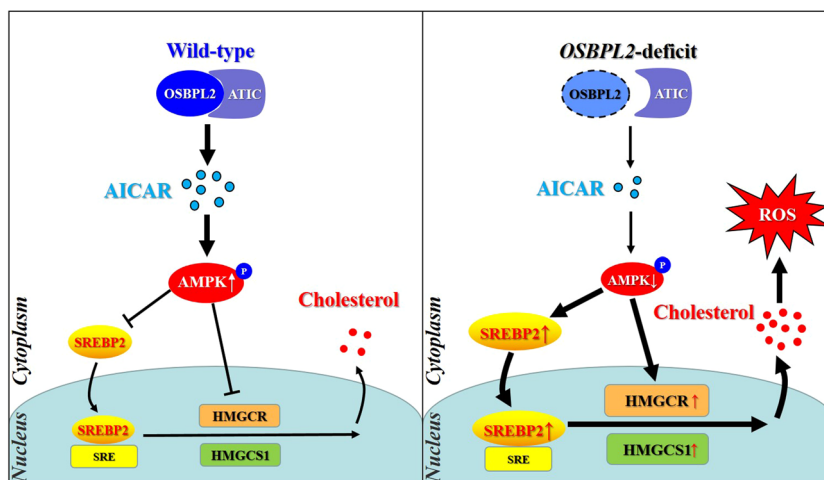 Wild-type
OSBPL2
ATIC
AICAR
AMPK↑
P
Cholesterol
SREBP2
Cytoplasm
HMGCR
SREBP2
HMGCS1
SRE
Nucleus
OSBPL2-deficit
OSBPL2
ATIC
AICAR
ROS
P
AMPK↓
Cholesterol
SREBP2↑
Cytoplasm
HMGCR↑
SREBP2↑
HMGCS1↑
SRE
Nucleus